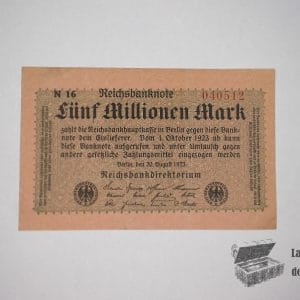 N 16 Reichsbanknote 040512
Fünf Millionen Mark
zahlt die Reichsbankhauptkasse in Berlin gegen diese Bank-
note dem Einlieferer. Vom 1. Oktober 1923 ab kann
diese Banknote aufgerufen und unter Umtausch gegen
andere gesetzliche Zahlungsmittel eingezogen werden
Berlin, den 20. August 1923
Reichsbankdirektorium
La
de